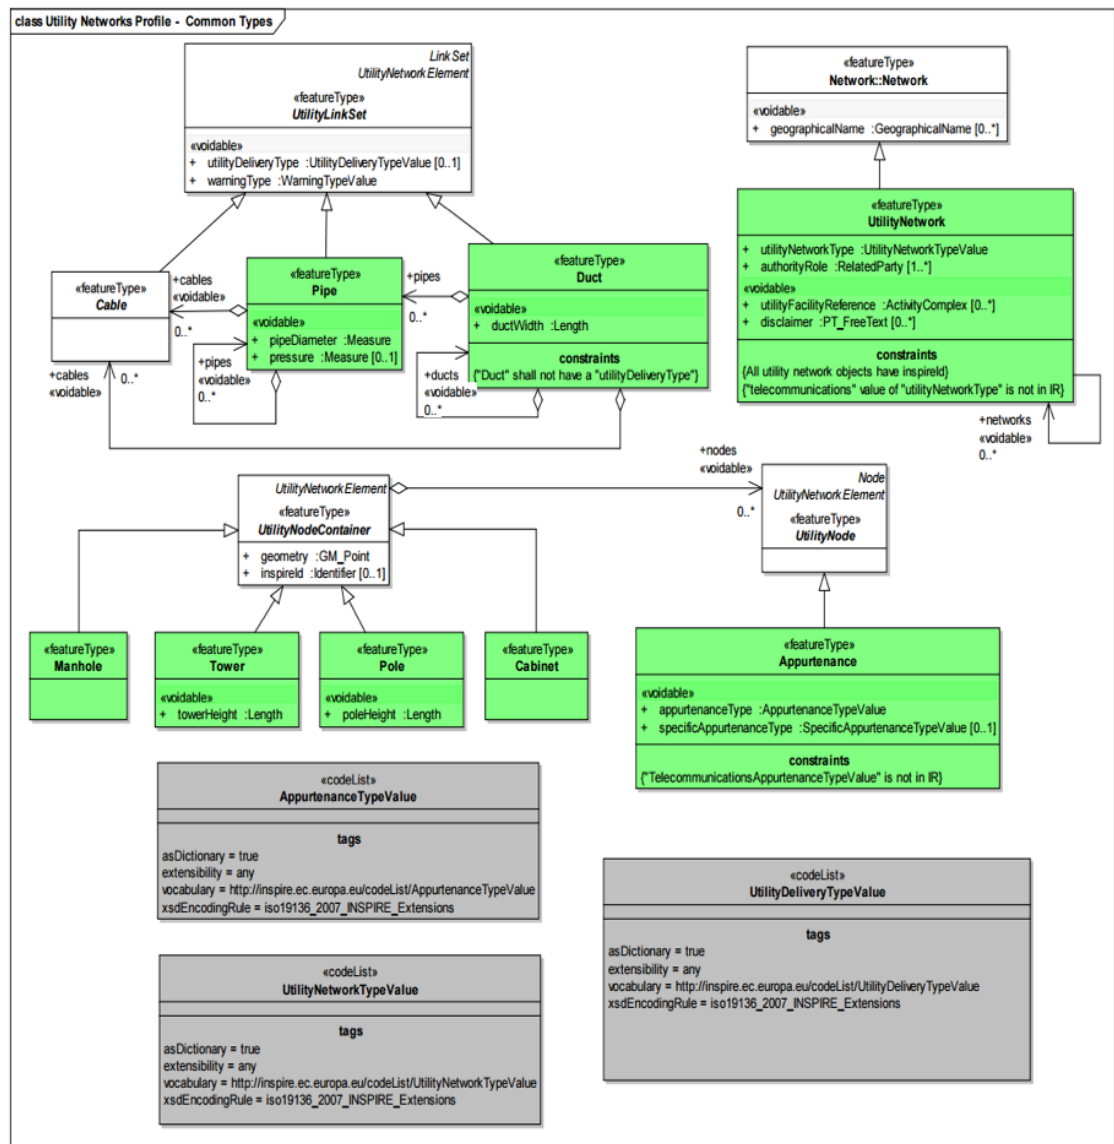 class Utility Networks Profile - Common Types
LinkSet
UtilityNetworkElement
«featureType»
UtilityLinkSet
«voidable»
+ utilityDeliveryType :UtilityDeliveryTypeValue [0..1]
+ warningType :WarningTypeValue
«featureType»
Network::Network
«voidable»
+ geographicalName :GeographicalName [0..*]
«featureType»
UtilityNetwork
+ utilityNetworkType :UtilityNetworkTypeValue
+ authorityRole :RelatedParty [1..*]
«voidable»
+ utilityFacilityReference :ActivityComplex [0..*]
+ disclaimer :PT_FreeText [0..*]
constraints
{All utility network objects have inspireId}
{"telecommunications" value of "utilityNetworkType" is not in IR}
+networks
«voidable»
0..*
«featureType»
Cable
+cables
«voidable»
0..*
«featureType»
Pipe
«voidable»
+ pipeDiameter :Measure
+ pressure :Measure [0..1]
+pipes
0..*
«featureType»
Duct
«voidable»
+ ductWidth :Length
constraints
{"Duct" shall not have a "utilityDeliveryType"}
+cables
«voidable»
0..*
+pipes
«voidable»
0..*
+ducts
«voidable»
0..*
UtilityNetworkElement
«featureType»
UtilityNodeContainer
+ geometry :GM_Point
+ inspireId :Identifier [0..1]
+nodes
«voidable»
0..*
Node
UtilityNetworkElement
«featureType»
UtilityNode
«featureType»
Manhole
«featureType»
Tower
«voidable»
+ towerHeight :Length
«featureType»
Pole
«voidable»
+ poleHeight :Length
«featureType»
Cabinet
«featureType»
Appurtenance
«voidable»
+ appurtenanceType :AppurtenanceTypeValue
+ specificAppurtenanceType :SpecificAppurtenanceTypeValue [0..1]
constraints
{"TelecommunicationsAppurtenanceTypeValue" is not in IR}
«codeList»
AppurtenanceTypeValue
tags
asDictionary = true
extensibility = any
vocabulary = http://inspire.ec.europa.eu/codeList/AppurtenanceTypeValue
xsdEncodingRule = iso19136_2007_INSPIRE_Extensions
«codeList»
UtilityDeliveryTypeValue
tags
asDictionary = true
extensibility = any
vocabulary = http://inspire.ec.europa.eu/codeList/UtilityDeliveryTypeValue
xsdEncodingRule = iso19136_2007_INSPIRE_Extensions
«codeList»
UtilityNetworkTypeValue
tags
asDictionary = true
extensibility = any
vocabulary = http://inspire.ec.europa.eu/codeList/UtilityNetworkTypeValue
xsdEncodingRule = iso19136_2007_INSPIRE_Extensions